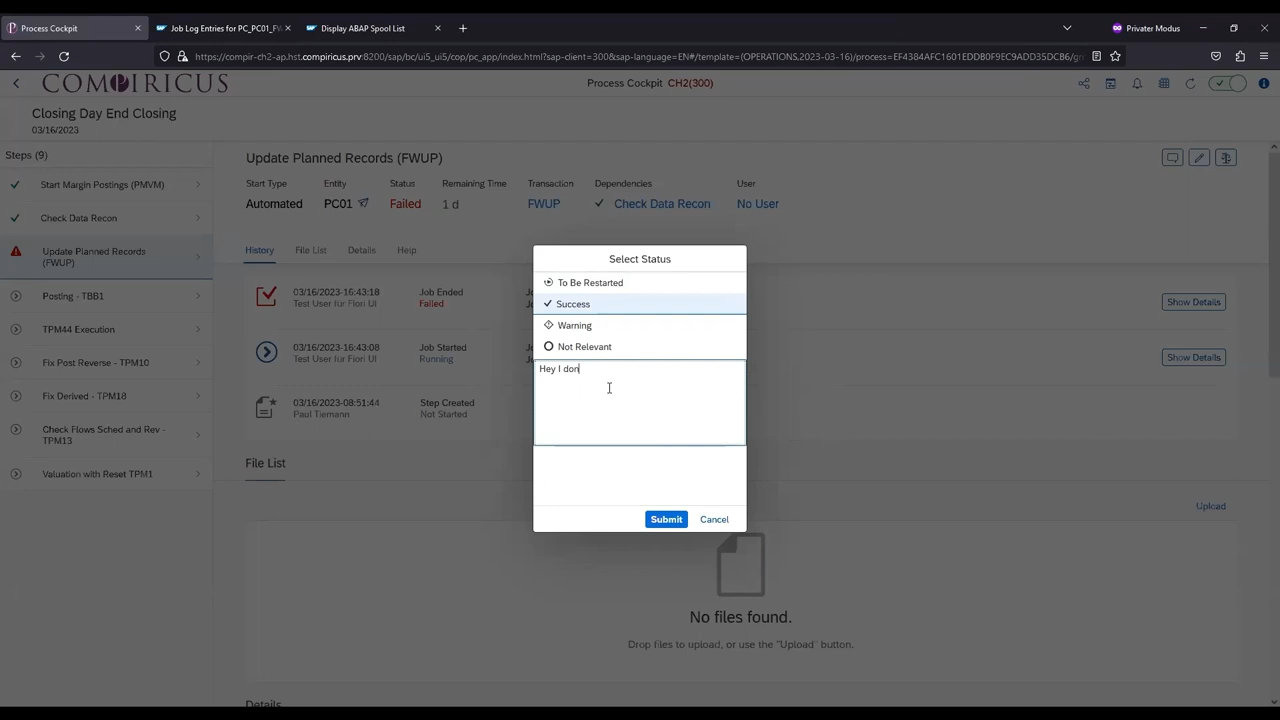 Process Cockpit
Job Log Entries for PC_PC01_FW
Display ABAP Spool List
Privater Modus
https://compir-ch2-ap.hst.compiricus.prv:8200/sap/bc/ui5_ui5/cop/pc_app/index.html?sap-client=300&sap-language=EN#/template=(OPERATIONS,2023-03-16)/process=EF4384AFC1601EDDB0F9EC9ADD35DCB6/gr
COMPIRICUS
Process Cockpit CH2(300)
Closing Day End Closing
03/16/2023
Steps (9)
Start Margin Postings (PMVM)
Check Data Recon
Update Planned Records
(FWUP)
Posting - TBB1
TPM44 Execution
Fix Post Reverse - TPM10
Fix Derived - TPM18
Check Flows Sched and Rev -
TPM13
Valuation with Reset TPM1
Update Planned Records (FWUP)
Start Type Entity Status Remaining Time Transaction Dependencies User
Automated PC01 Failed 1 d FWUP Check Data Recon No User
History File List Details Help
03/16/2023-16:43:18 Job Ended
Test User for Fiori UI Failed
Show Details
03/16/2023-16:43:08 Job Started
Test User for Fiori UI Running
Show Details
03/16/2023-08:51:44 Step Created
Paul Tiemann Not Started
Select Status
To Be Restarted
Success
Warning
Not Relevant
Hey I don
Submit Cancel
File List
Upload
No files found.
Drop files to upload, or use the "Upload" button.
Details